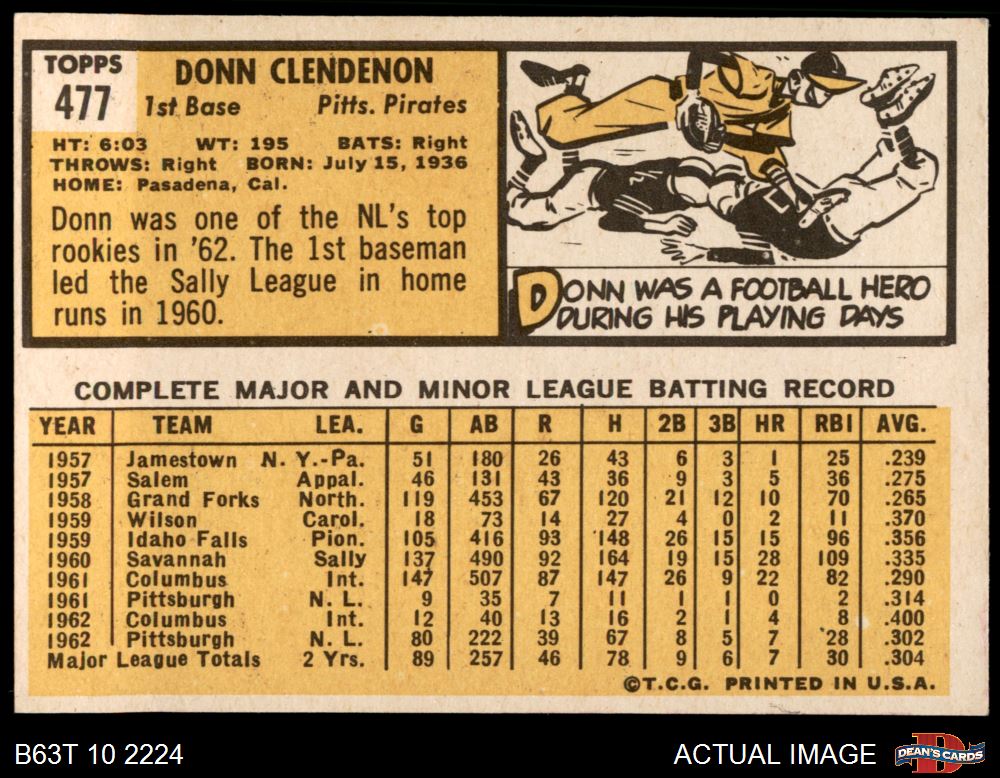 TOPPS
477
DONN CLENDENON
1st Base Pitts. Pirates
HT: 6:03 WT: 195 BATS: Right
THROWS: Right BORN: July 15, 1936
HOME: Pasadena, Cal.
Donn was one of the NL's top
rookies in '62. The 1st baseman
led the Sally League in home
runs in 1960.
DONN WAS A FOOTBALL HERO
DURING HIS PLAYING DAYS
COMPLETE MAJOR AND MINOR LEAGUE BATTING RECORD
YEAR TEAM LEA. G AB R H 2B 3B HR RBI AVG.
1957 Jamestown N. Y.-Pa. 51 180 26 43 6 3 1 25 .239
1957 Salem Appal. 46 131 43 36 9 3 5 36 .275
1958 Grand Forks North. 119 453 67 120 21 12 10 70 .265
1959 Wilson Carol. 18 73 14 27 4 0 2 11 .370
1959 Idaho Falls Pion. 105 416 93 148 26 15 15 96 .356
1960 Savannah Sally 137 490 92 164 19 15 28 109 .335
1961 Columbus Int. 147 507 87 147 26 9 22 82 .290
1961 Pittsburgh N. L. 9 35 7 11 1 1 0 2 .314
1962 Columbus Int. 12 40 13 16 2 1 4 8 .400
1962 Pittsburgh N. L. 80 222 39 67 8 5 7 28 .302
Major League Totals 2 Yrs. 89 257 46 78 9 6 7 30 .304
©T.C.G. PRINTED IN U.S.A.
B63T 10 2224 ACTUAL IMAGE
DEAN'S CARDS